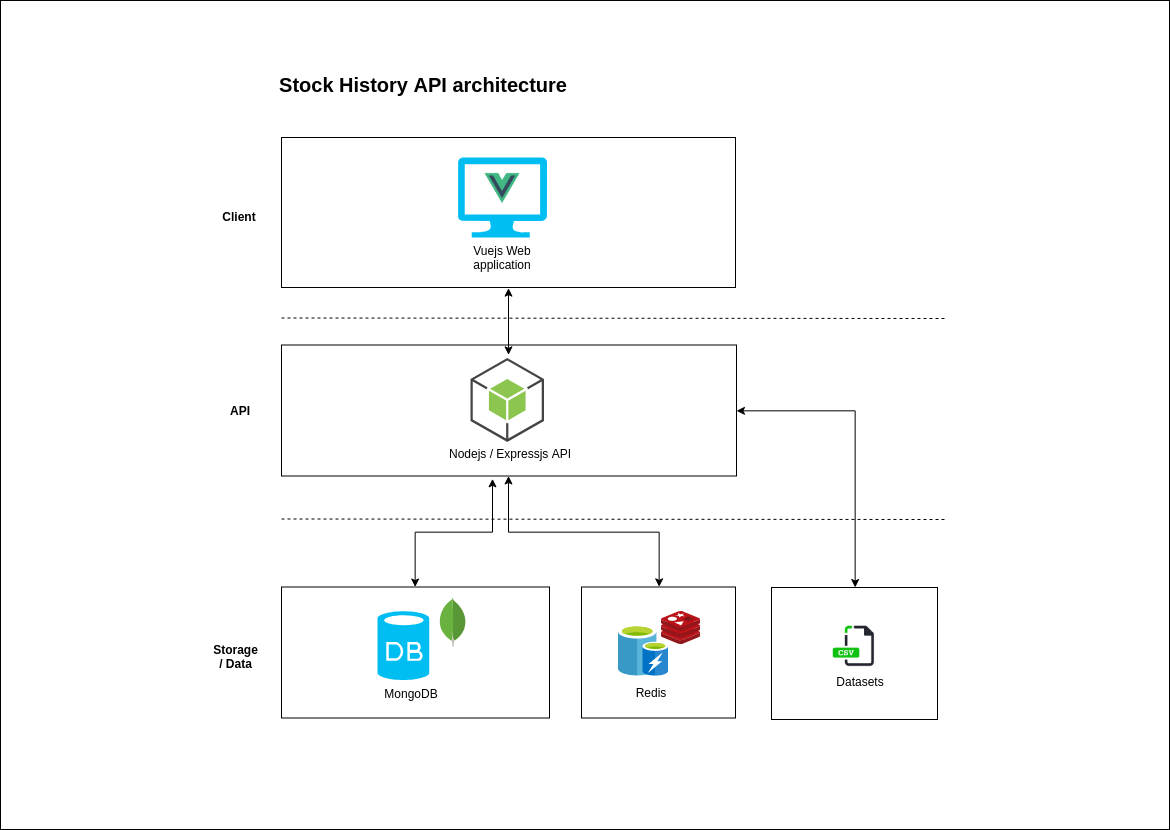 Stock History API architecture
Client
Vuejs Web
application
API
Nodejs / Expressjs API
Storage
/ Data
DB
MongoDB
Redis
CSV
Datasets